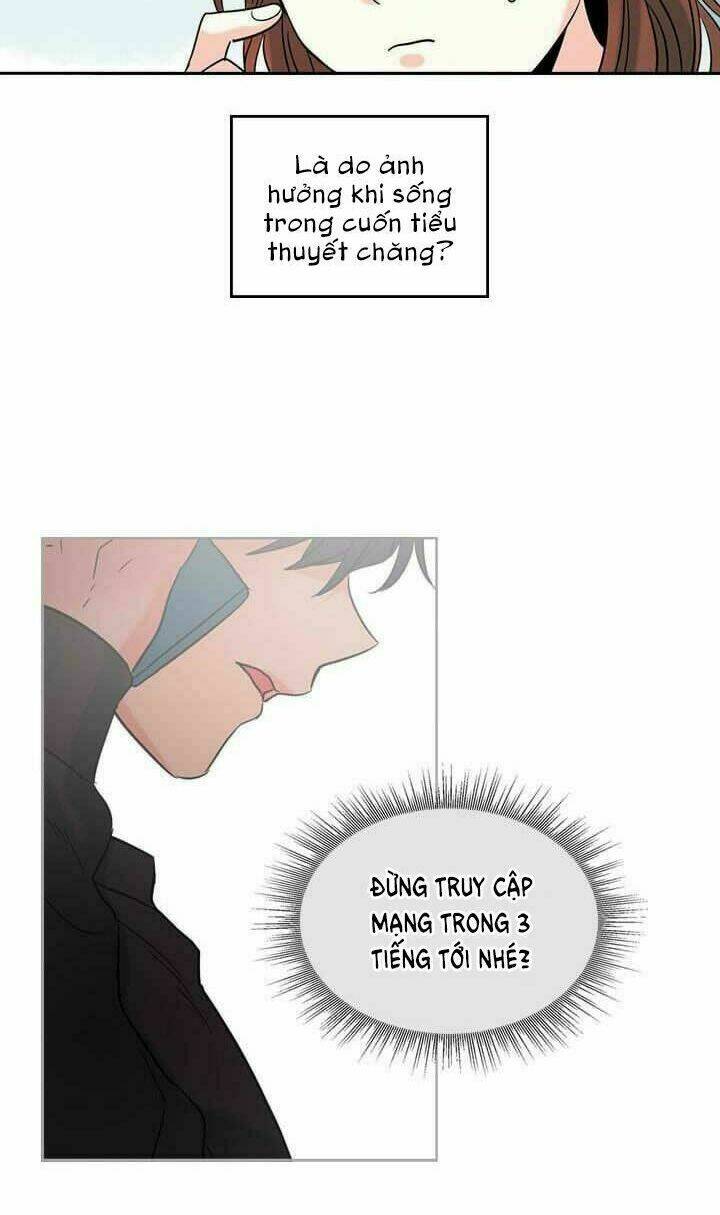 Là do ảnh
hưởng khi sống
trong cuốn tiểu
thuyết chăng?
ĐỪNG TRUY CẬP
MẠNG TRONG 3
TIẾNG TỚI NHÉ?